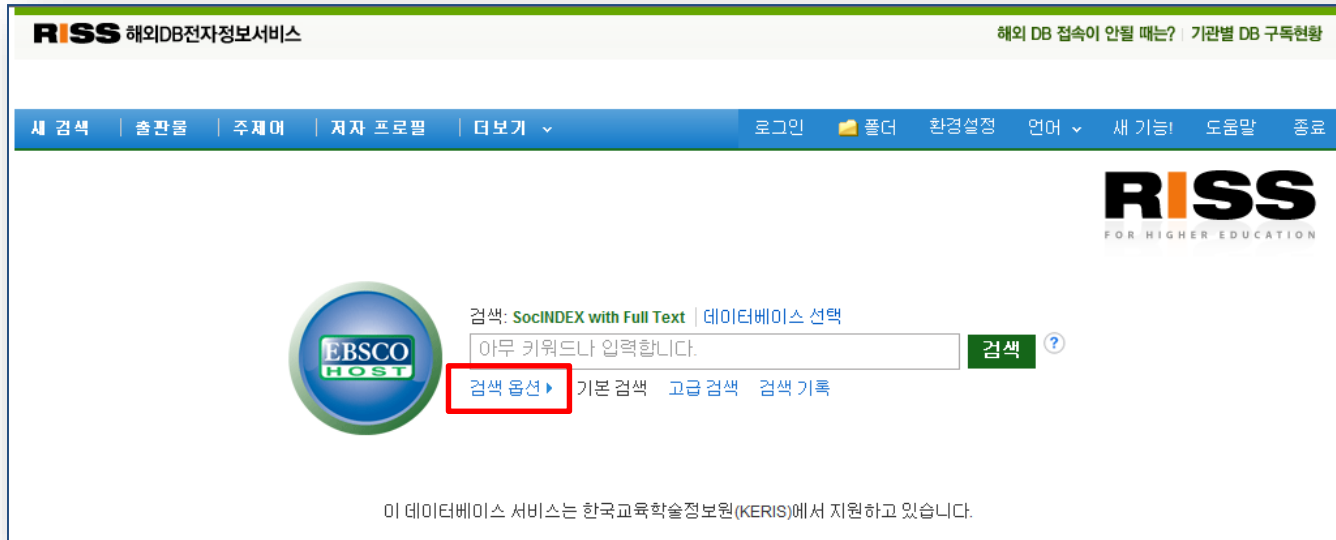 RISS 해외DB전자정보서비스
해외 DB 접속이 안될 때는? | 기관별 DB 구독현황
새 검색 | 출판물 | 주제어 | 저자 프로필 | 더보기 로그인 폴더 환경설정 언어 새 기능! 도움말 종료
RISS
FOR HIGHER EDUCATION
검색: SocINDEX with Full Text | 데이터베이스 선택
EBSCO
HOST
아무 키워드나 입력합니다. 검색 ?
검색 옵션 기본 검색 고급 검색 검색 기록
이 데이터베이스 서비스는 한국교육학술정보원(KERIS)에서 지원하고 있습니다.